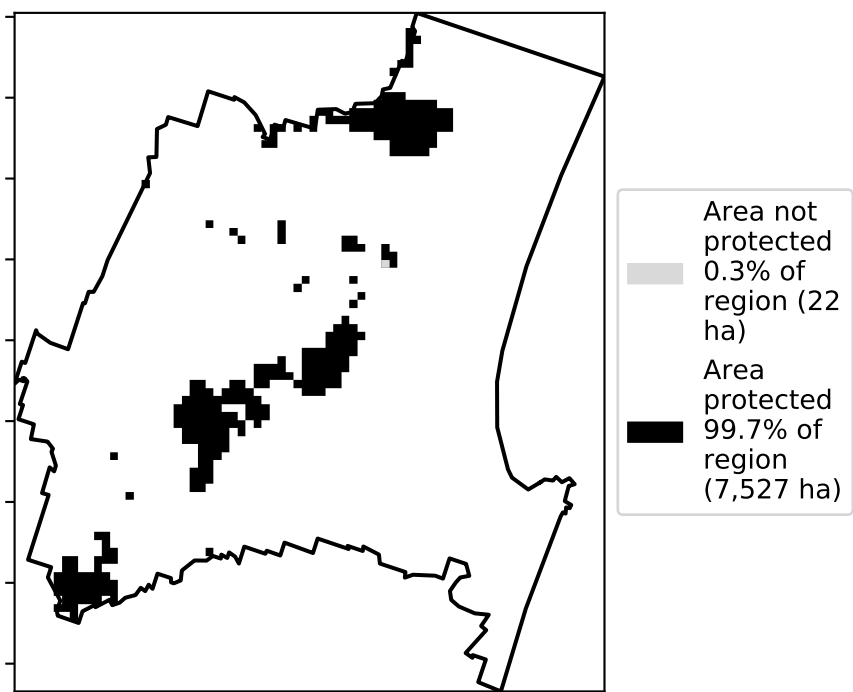 Area not
protected
0.3% of
region (22
ha)
Area
protected
99.7% of
region
(7,527 ha)